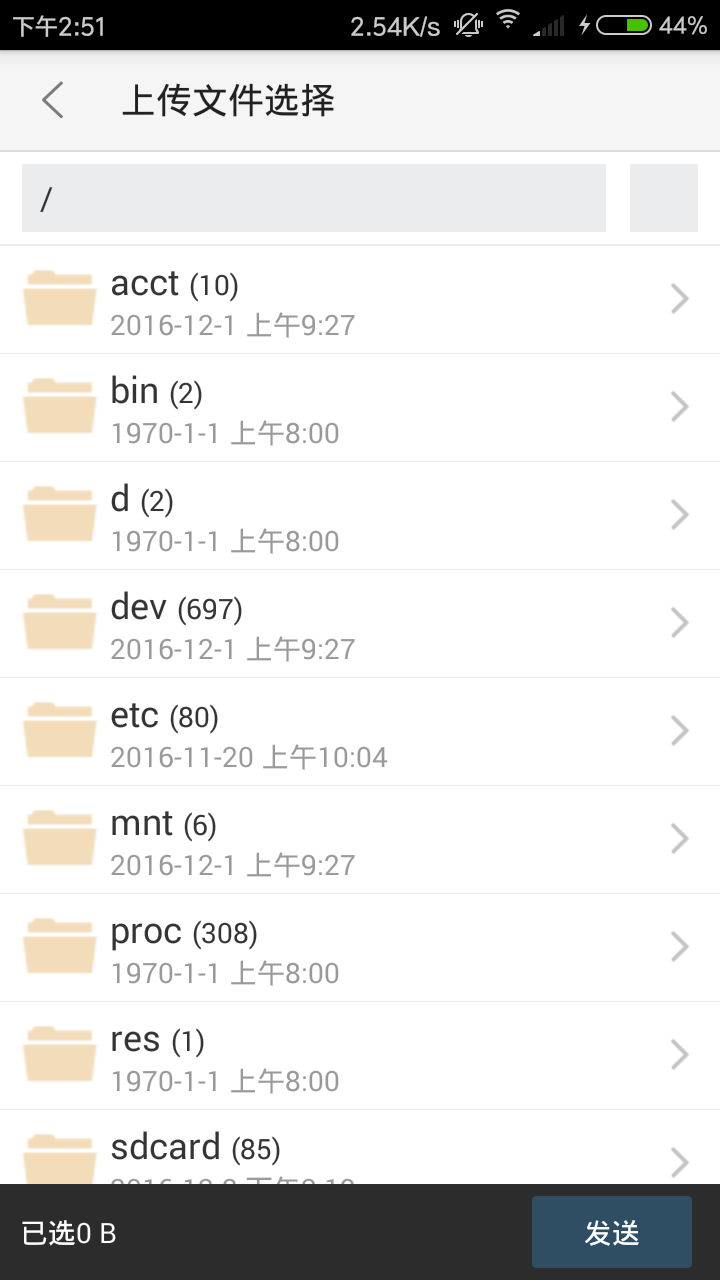 下午2:51 2.54K/s 44%
上传文件选择
/
acct (10)
2016-12-1 上午9:27
bin (2)
1970-1-1 上午8:00
d (2)
1970-1-1 上午8:00
dev (697)
2016-12-1 上午9:27
etc (80)
2016-11-20 上午10:04
mnt (6)
2016-12-1 上午9:27
proc (308)
1970-1-1 上午8:00
res (1)
1970-1-1 上午8:00
sdcard (85)
已选0 B 发送